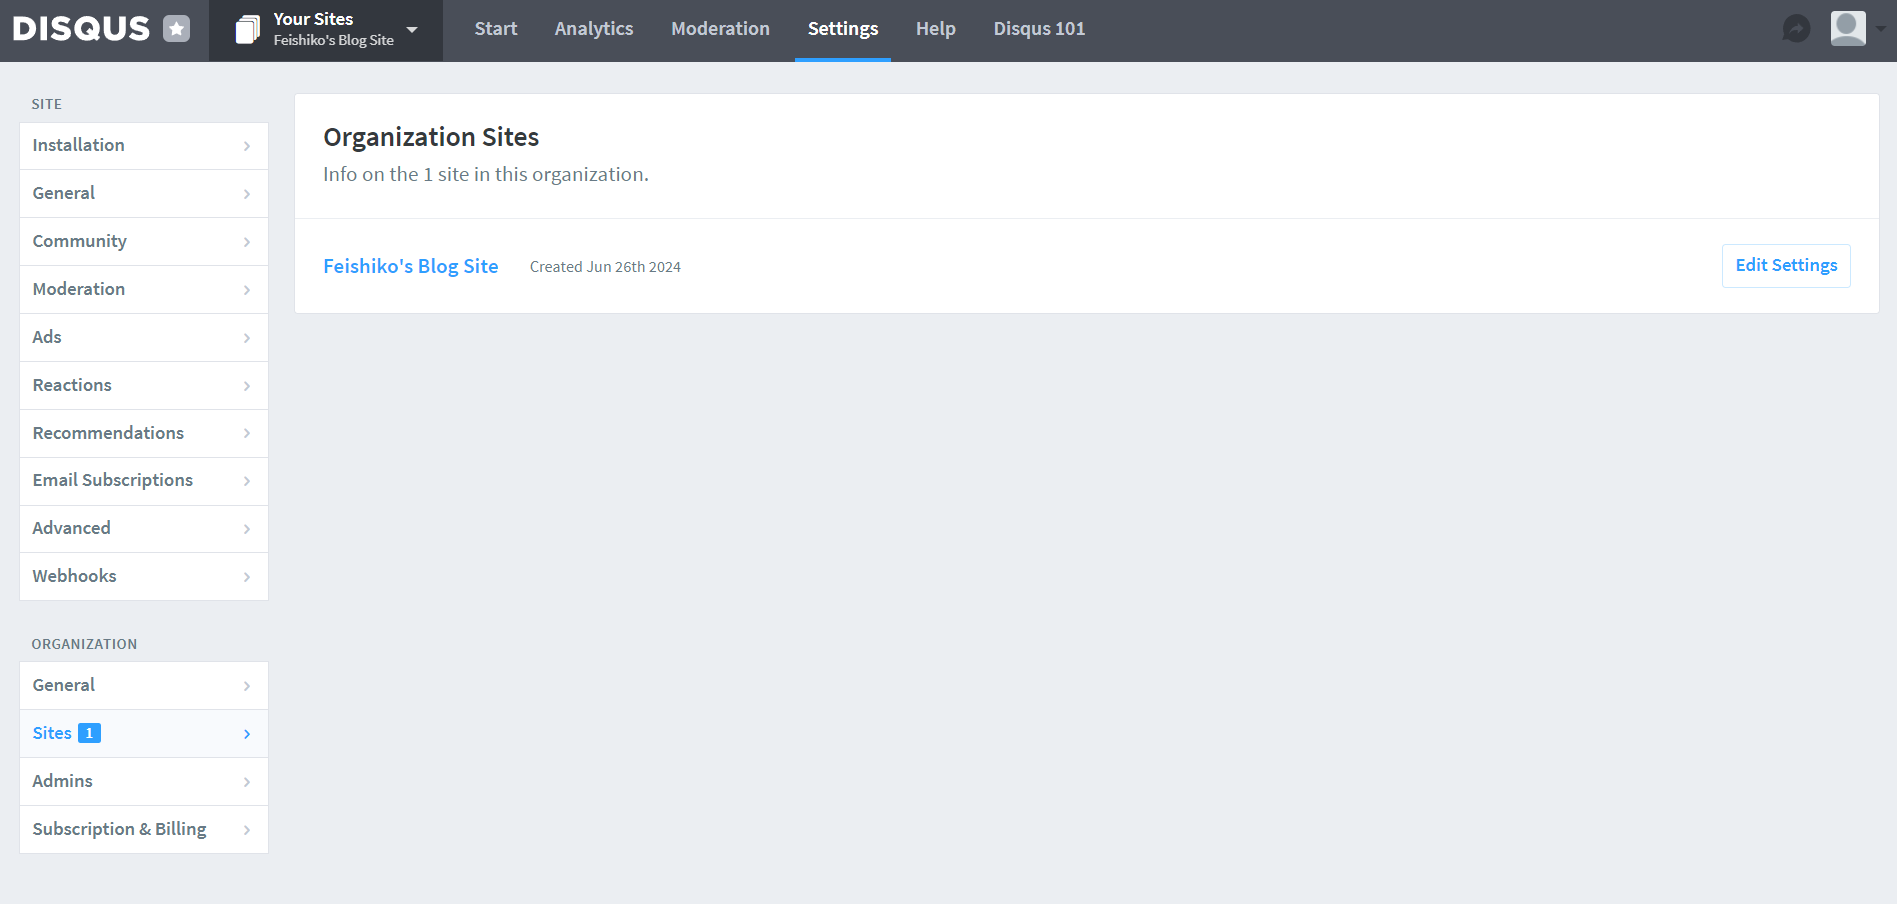 DISQUS
Your Sites
Feishiko's Blog Site
Start
Analytics
Moderation
Settings
Help
Disqus 101
SITE
Installation
General
Community
Moderation
Ads
Reactions
Recommendations
Email Subscriptions
Advanced
Webhooks
ORGANIZATION
General
Sites 1
Admins
Subscription & Billing
Organization Sites
Info on the 1 site in this organization.
Feishiko's Blog Site
Created Jun 26th 2024
Edit Settings